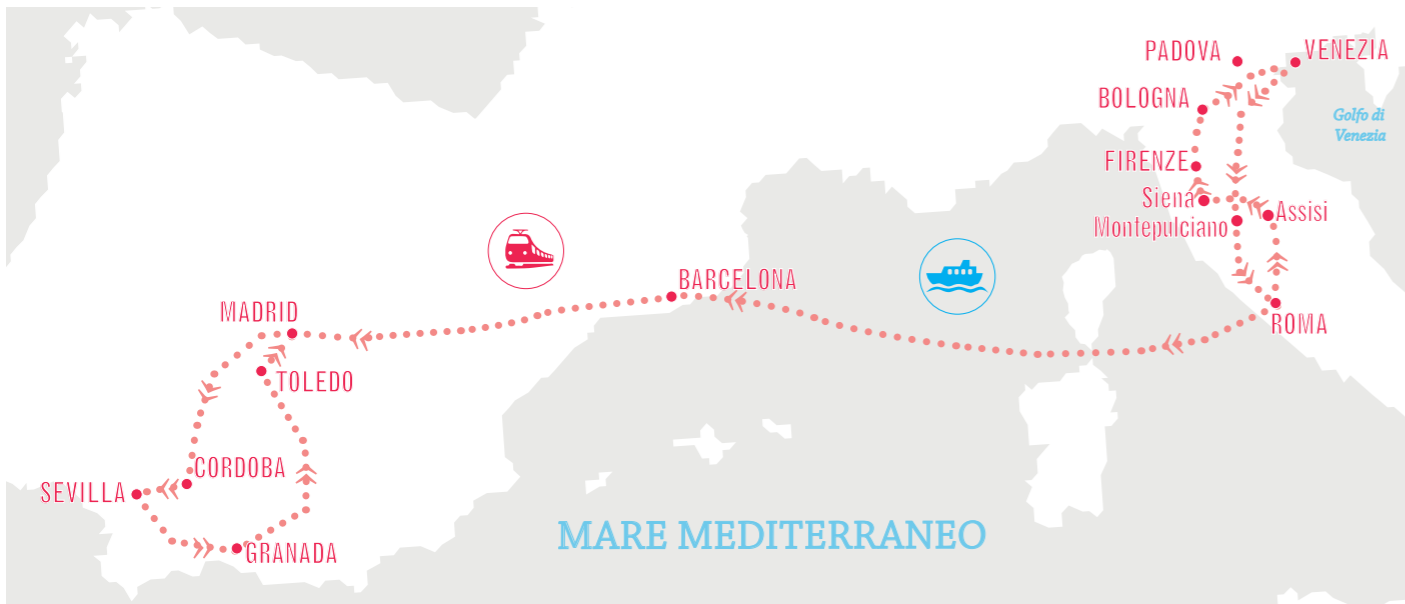 PADOVA
VENEZIA
BOLOGNA
Golfo di
Venezia
FIRENZE
Siena
Assisi
Montepulciano
BARCELONA
MADRID
ROMA
TOLEDO
CORDOBA
SEVILLA
MARE MEDITERRANEO
GRANADA